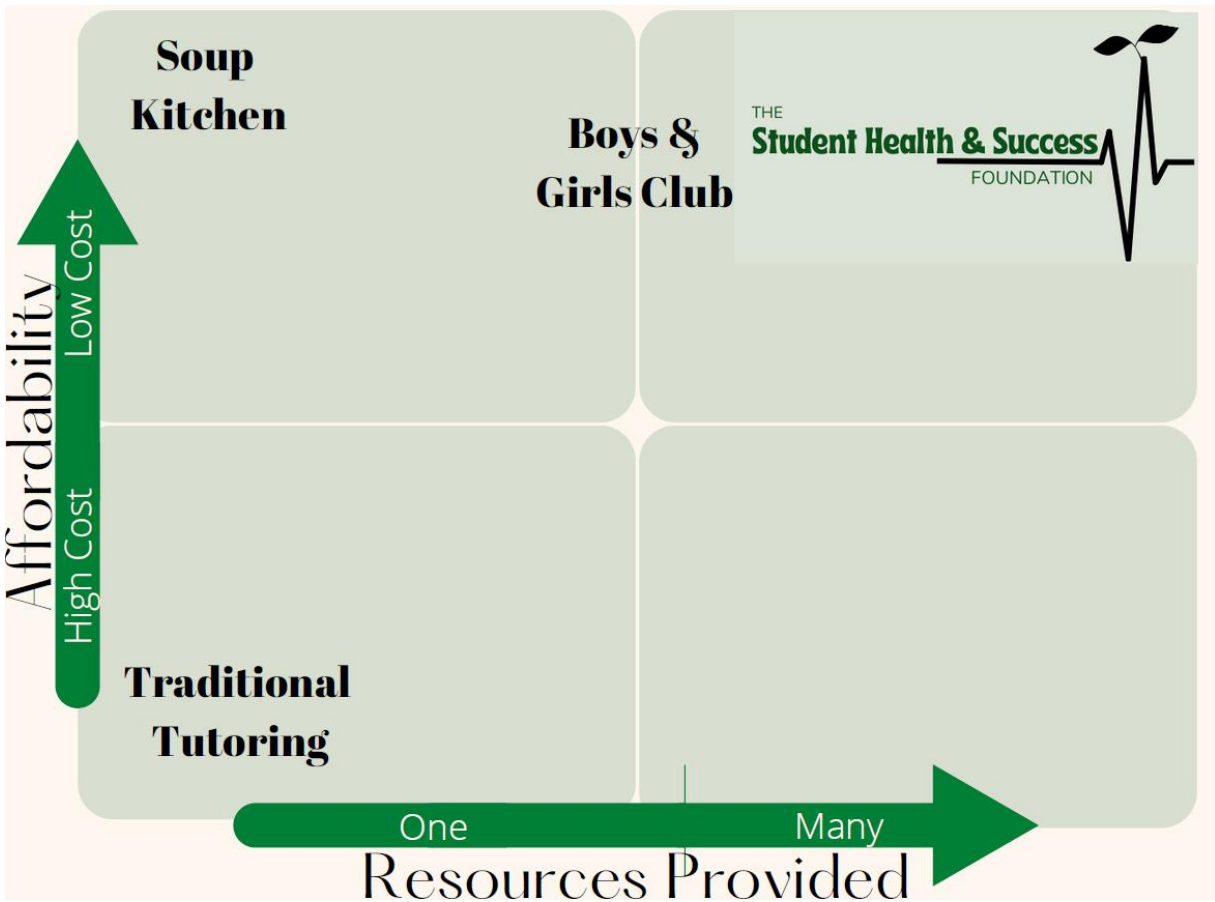 Soup
Kitchen
Boys &
Girls Club
THE
Student Health & Success
FOUNDATION
Affordability
Low Cost
High Cost
Traditional
Tutoring
One
Many
Resources Provided